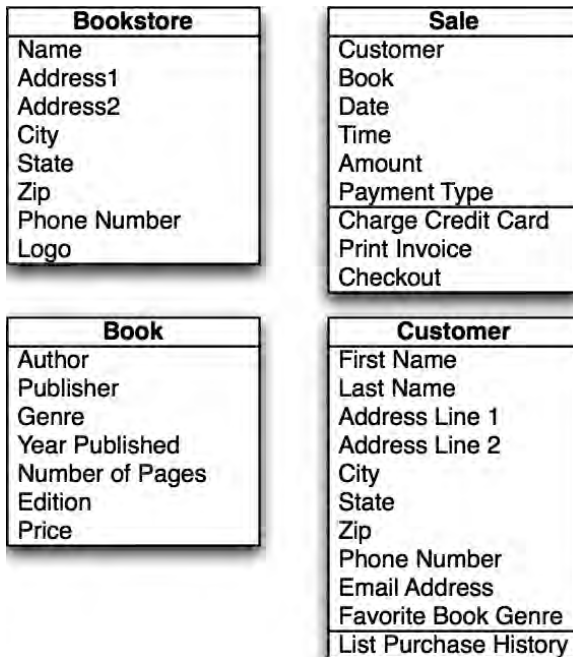 Bookstore
Name
Address1
Address2
City
State
Zip
Phone Number
Logo
Sale
Customer
Book
Date
Time
Amount
Payment Type
Charge Credit Card
Print Invoice
Checkout
Book
Author
Publisher
Genre
Year Published
Number of Pages
Edition
Price
Customer
First Name
Last Name
Address Line 1
Address Line 2
City
State
Zip
Phone Number
Email Address
Favorite Book Genre
List Purchase History